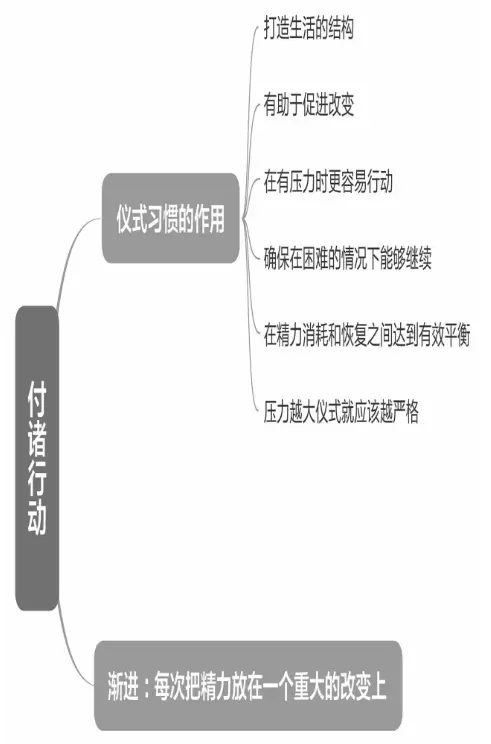 付诸行动
仪式习惯的作用
打造生活的结构
有助于促进改变
在有压力时更容易行动
确保在困难的情况下能够继续
在精力消耗和恢复之间达到有效平衡
压力越大仪式就应该越严格
渐进：每次把精力放在一个重大的改变上